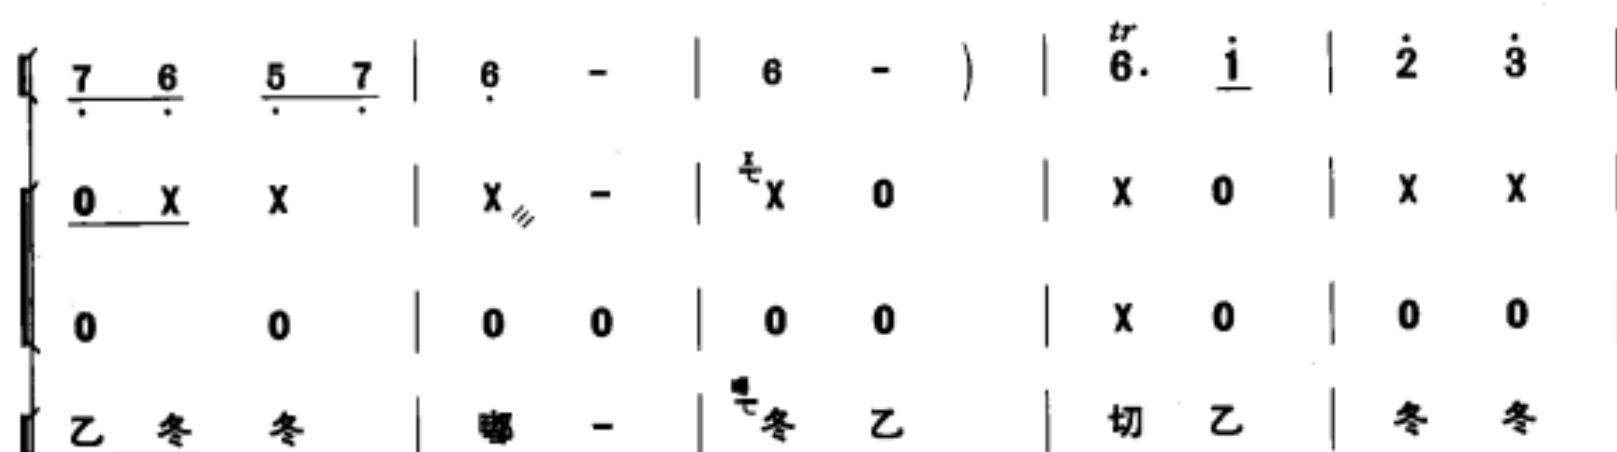 7 6 5 7 | 6 - | 6 - ) | tr 6. i | 2 3 |
0 X X | X - | X X 0 | X 0 | X X |
0 0 | 0 0 | 0 0 | X 0 | 0 0 |
乙 冬 冬 | 嘟 - | 冬 乙 | 切 乙 | 冬 冬